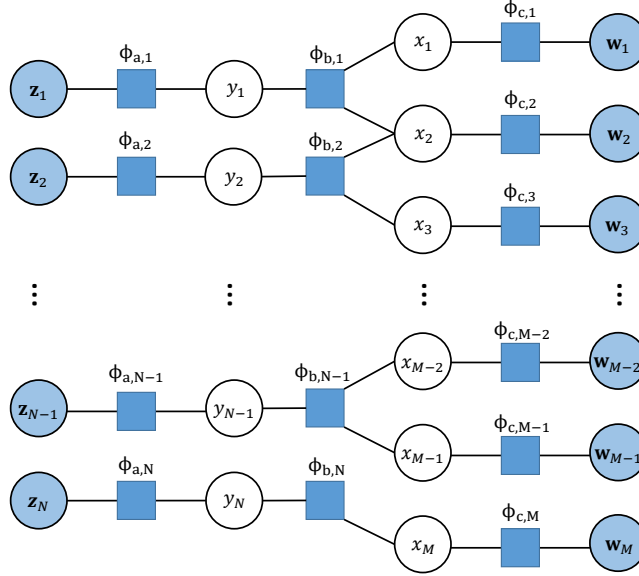 ϕc,1
x1
w1
ϕa,1
ϕb,1
z1
y1
ϕc,2
x2
w2
ϕa,2
ϕb,2
z2
y2
ϕc,3
x3
w3
⋮ ⋮ ⋮ ⋮
ϕc,M−2
xM−2
wM−2
ϕa,N−1
ϕb,N−1
zN−1
yN−1
ϕc,M−1
xM−1
wM−1
ϕa,N
ϕb,N
zN
yN
ϕc,M
xM
wM